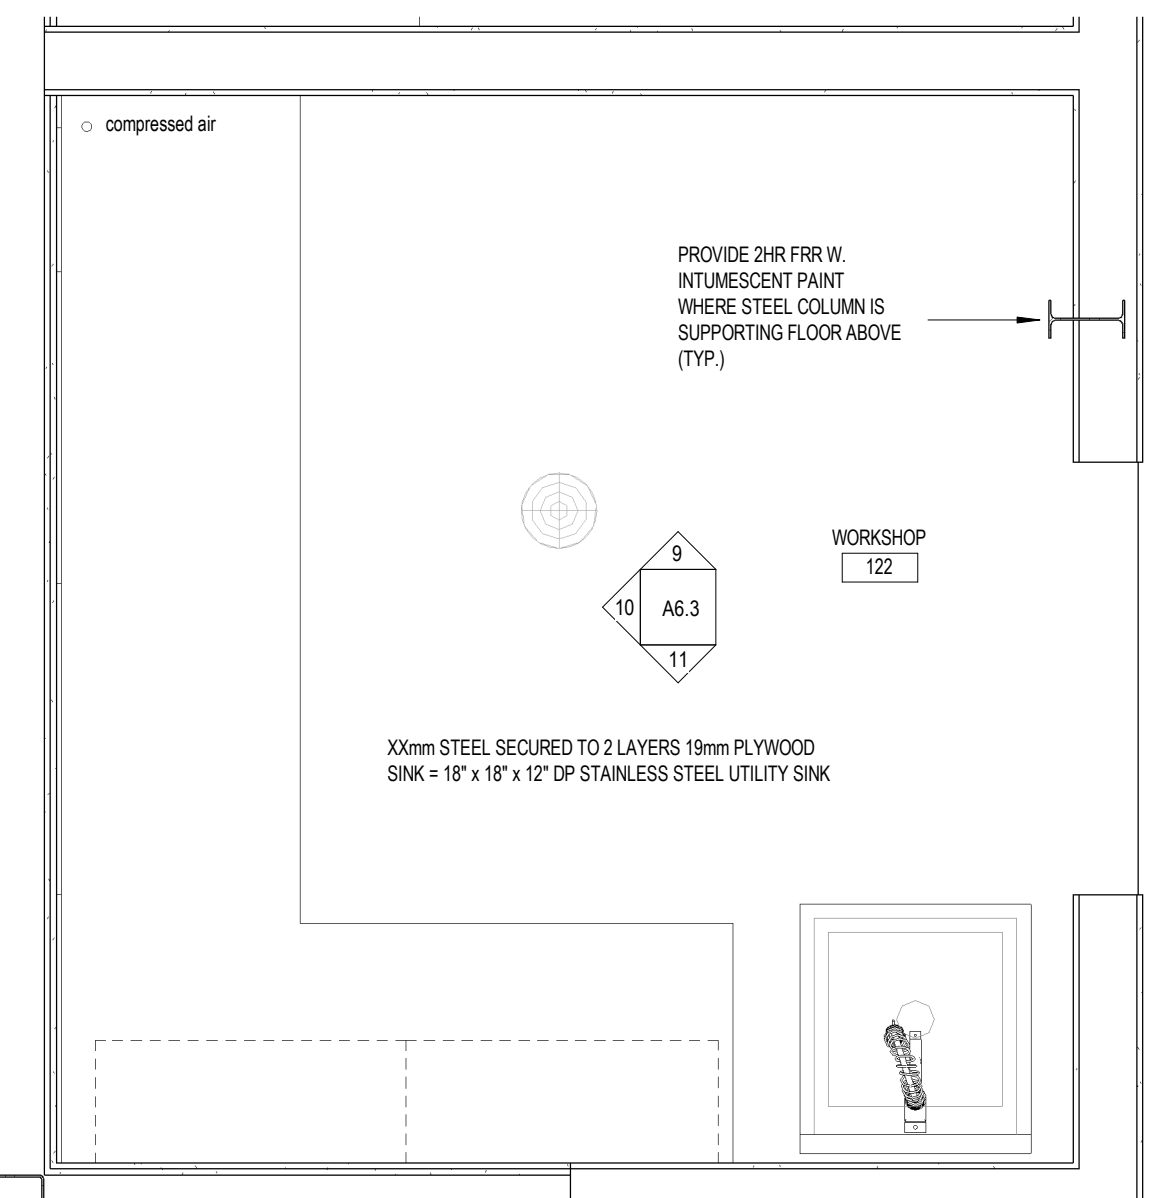 compressed air
PROVIDE 2HR FRR W.
INTUMESCENT PAINT
WHERE STEEL COLUMN IS
SUPPORTING FLOOR ABOVE
(TYP.)
WORKSHOP
122
9
10
A6.3
11
XXmm STEEL SECURED TO 2 LAYERS 19mm PLYWOOD
SINK = 18" x 18" x 12" DP STAINLESS STEEL UTILITY SINK